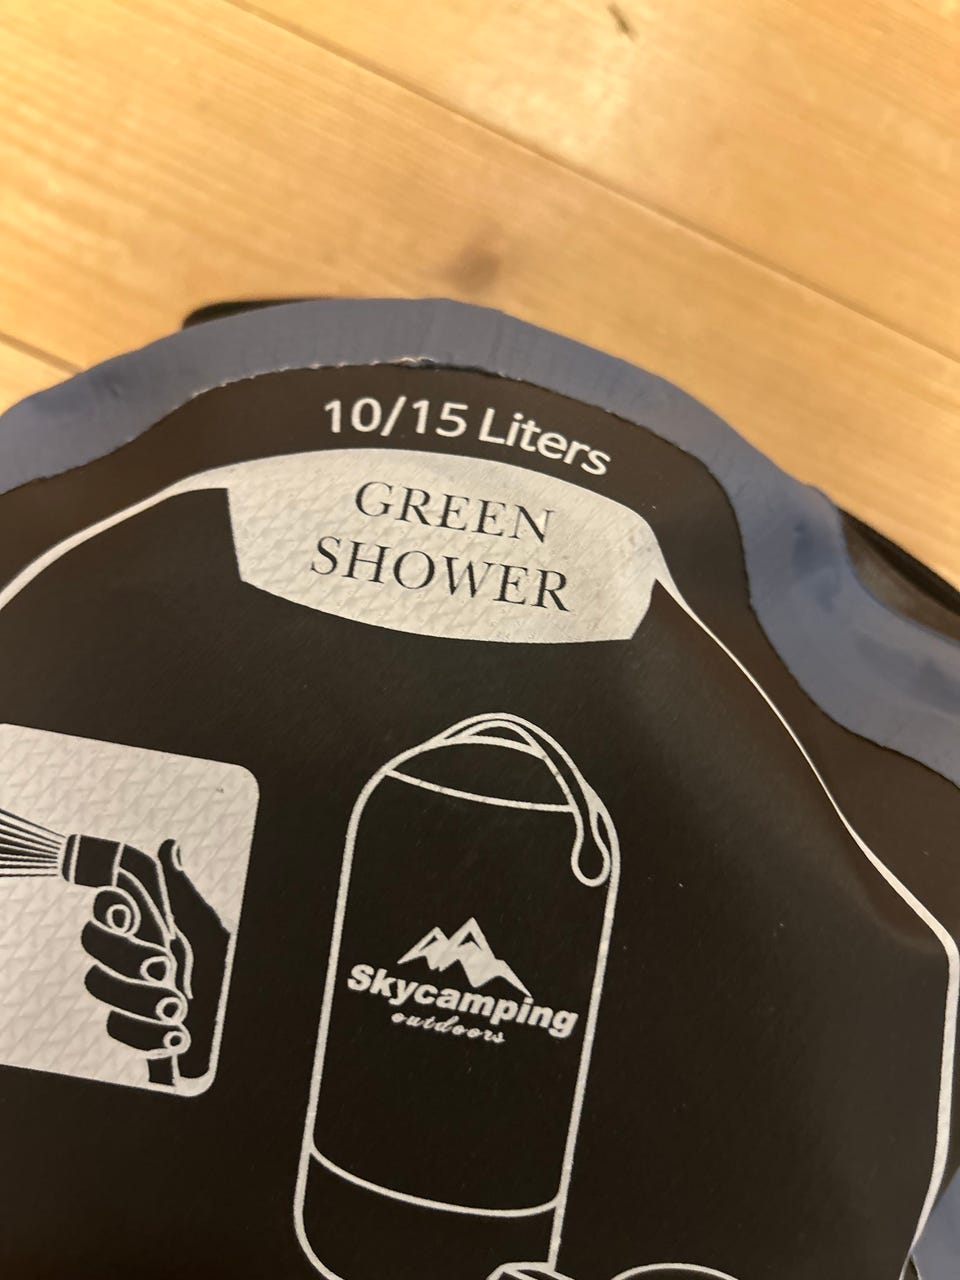 10/15 Liters
GREEN
SHOWER
Skycamping
outdoors